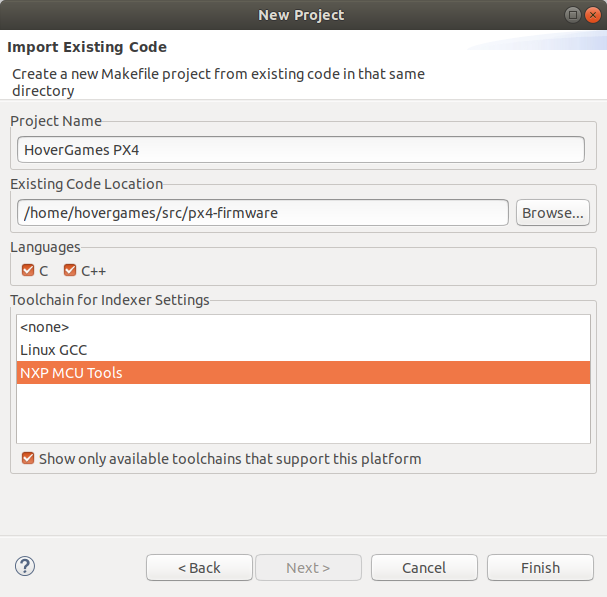 New Project
Import Existing Code
Create a new Makefile project from existing code in that same
directory
Project Name
HoverGames PX4
Existing Code Location
/home/hovergames/src/px4-firmware
Browse...
Languages
C
C++
Toolchain for Indexer Settings
<none>
Linux GCC
NXP MCU Tools
Show only available toolchains that support this platform
?
< Back
Next >
Cancel
Finish